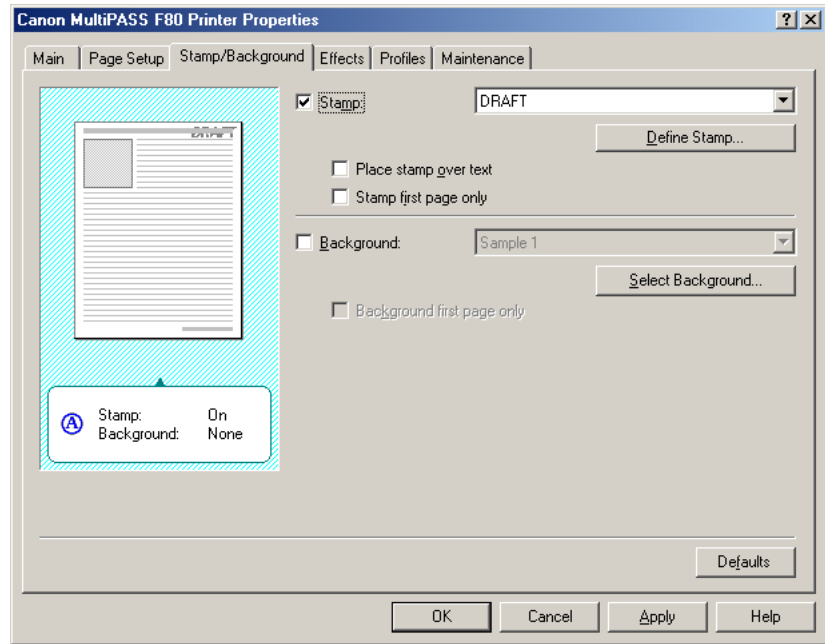 Canon MultiPASS F80 Printer Properties
Main Page Setup Stamp/Background Effects Profiles Maintenance
DRAFT
Stamp: DRAFT
Define Stamp...
Place stamp over text
Stamp first page only
Background: Sample 1
Select Background...
Background first page only
A Stamp: On
Background: None
Defaults
OK Cancel Apply Help